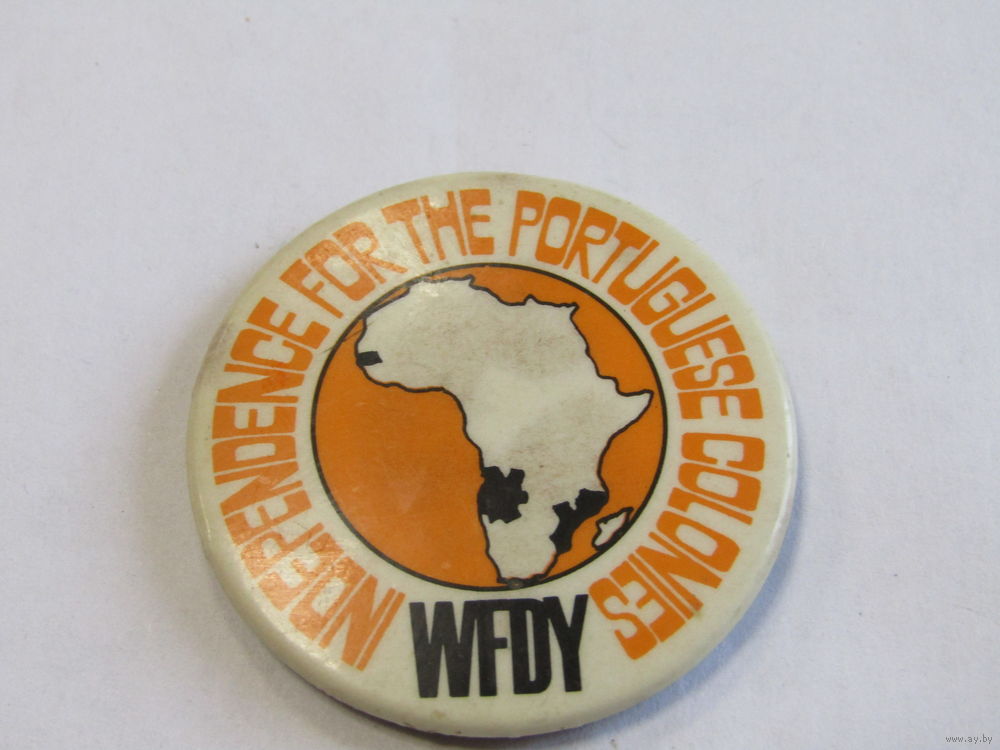 INDEPENDENCE FOR THE PORTUGUESE COLONIES
WFDY
www.ay.by